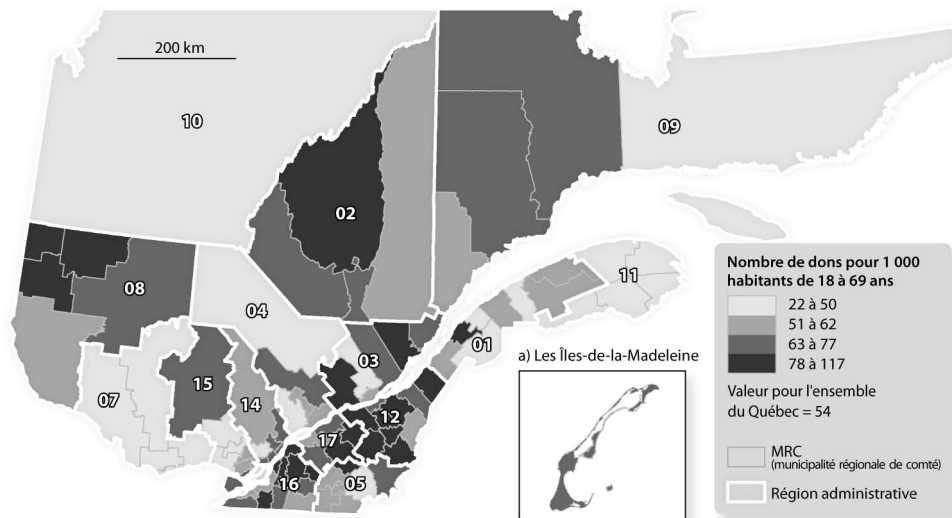 200 km
10
09
02
08
11
04
01
03
15
07
14
12
17
16
05
a) Les Îles-de-la-Madeleine
Nombre de dons pour 1 000
habitants de 18 à 69 ans
22 à 50
51 à 62
63 à 77
78 à 117
Valeur pour l'ensemble
du Québec = 54
MRC
(municipalité régionale de comté)
Région administrative